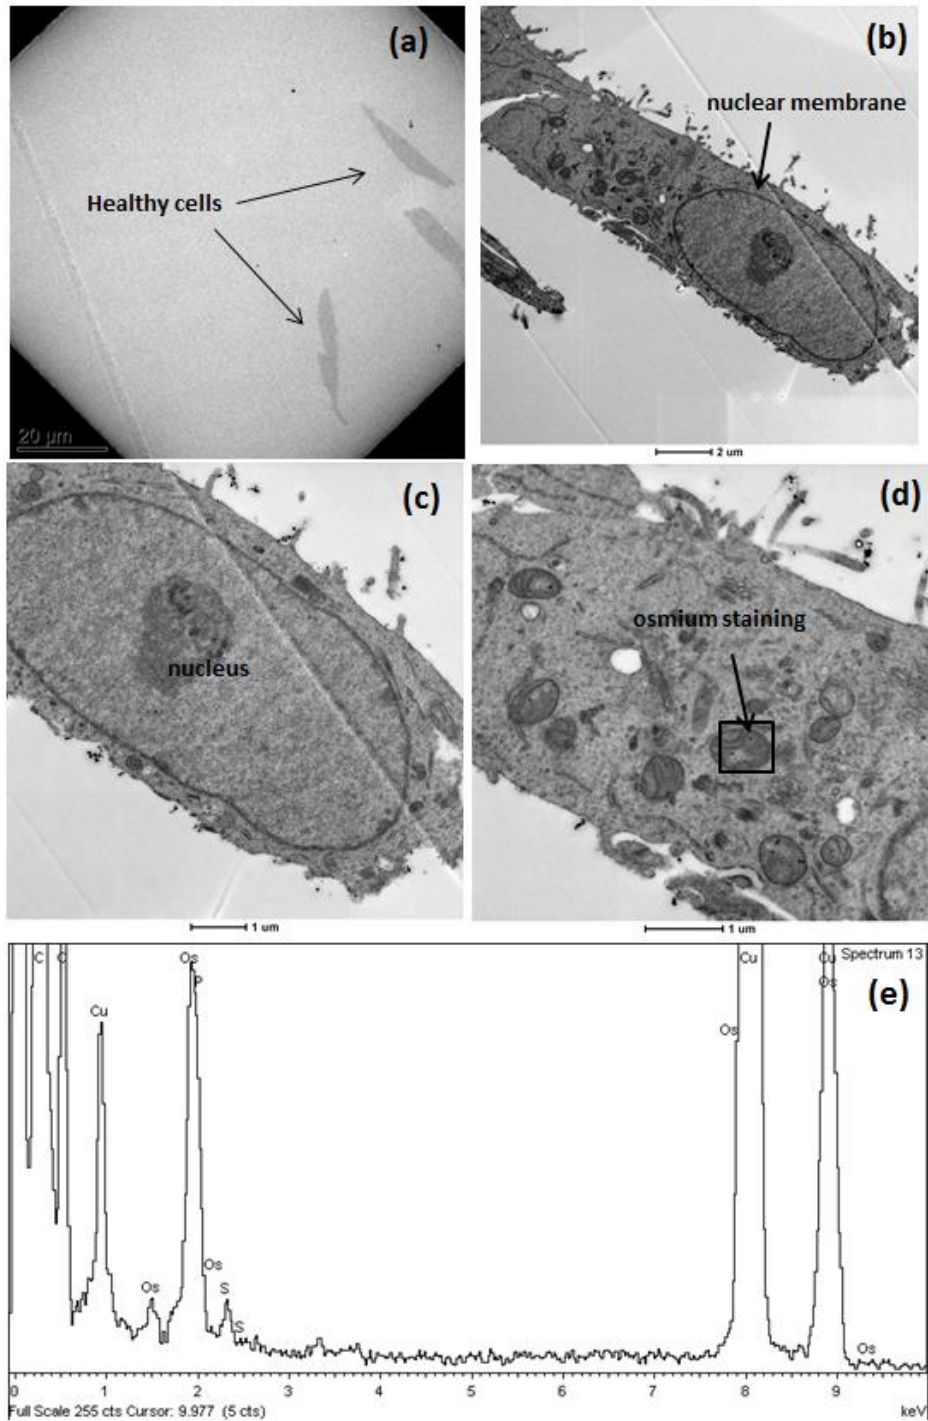 (a)
Healthy cells
20 µm
(b)
nuclear membrane
2 um
(c)
nucleus
1 um
(d)
osmium staining
1 um
C C Os Cu Cu Spectrum 13
P Os
(e)
Cu
Os
Os
Os S
S
Os
0 1 2 3 4 5 6 7 8 9
Full Scale 255 cts Cursor: 9.977 (5 cts) keV